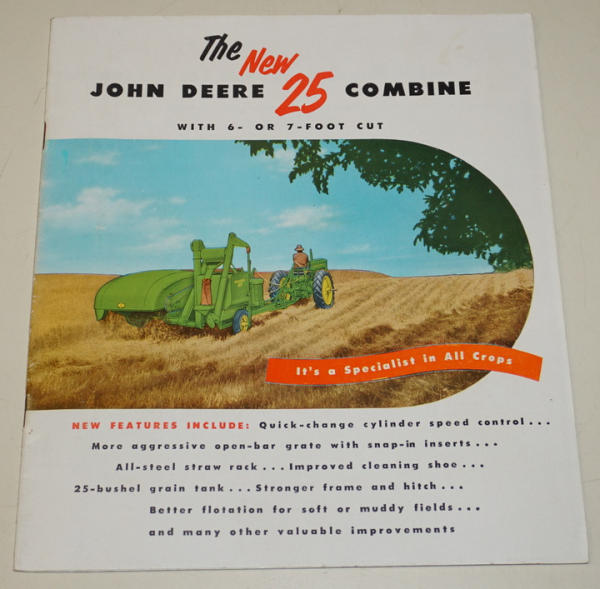 The New
JOHN DEERE 25 COMBINE
WITH 6- OR 7-FOOT CUT
It's a Specialist in All Crops
NEW FEATURES INCLUDE: Quick-change cylinder speed control...
More aggressive open-bar grate with snap-in inserts...
All-steel straw rack...Improved cleaning shoe...
25-bushel grain tank...Stronger frame and hitch...
Better flotation for soft or muddy fields...
and many other valuable improvements